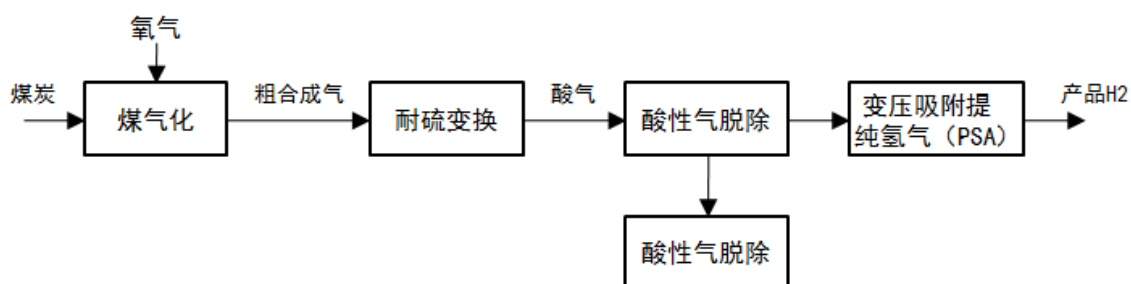 氧气
煤炭
煤气化
粗合成气
耐硫变换
酸气
酸性气脱除
变压吸附提
纯氢气（PSA）
产品H2
酸性气脱除